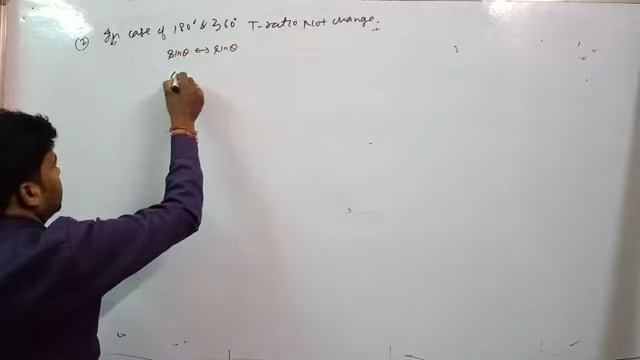 (2) In case of 180° & 360° T-ratio Not change.
sinθ ↔ sinθ